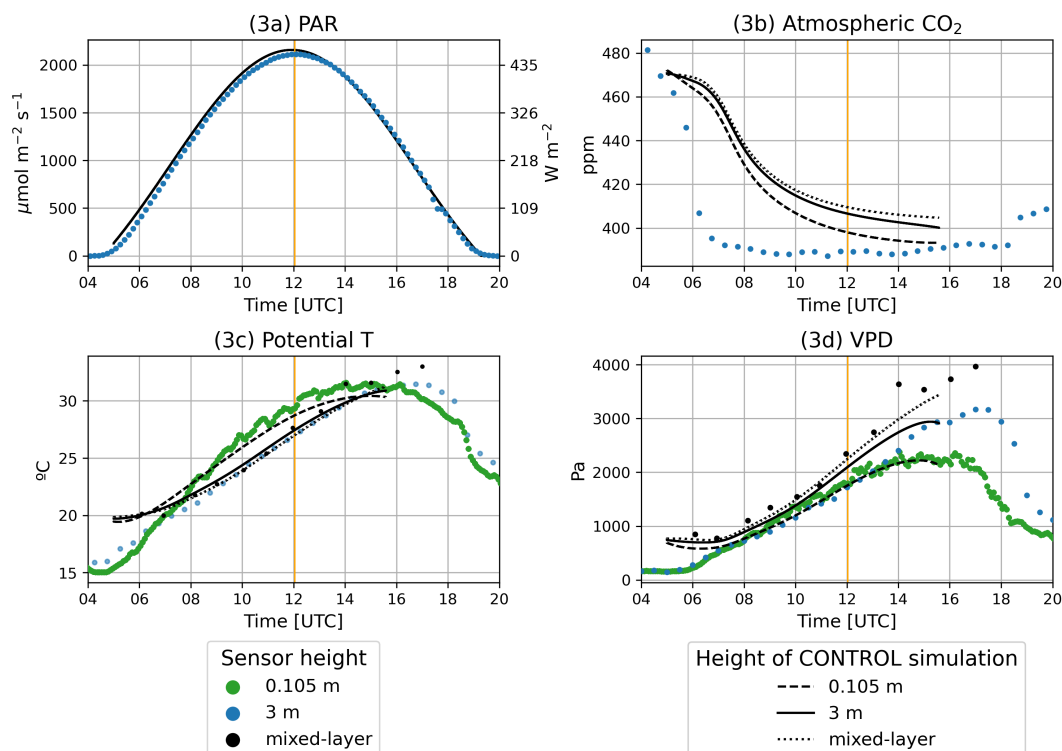 (3a) PAR
2000
1500
1000
500
0
435
326
218
109
0
μmol m⁻² s⁻¹
W m⁻²
04 06 08 10 12 14 16 18 20
Time [UTC]
(3b) Atmospheric CO₂
480
460
440
420
400
ppm
04 06 08 10 12 14 16 18 20
Time [UTC]
(3c) Potential T
30
25
20
15
ºC
04 06 08 10 12 14 16 18 20
Time [UTC]
(3d) VPD
4000
3000
2000
1000
0
Pa
04 06 08 10 12 14 16 18 20
Time [UTC]
Sensor height
0.105 m
3 m
mixed-layer
Height of CONTROL simulation
0.105 m
3 m
mixed-layer